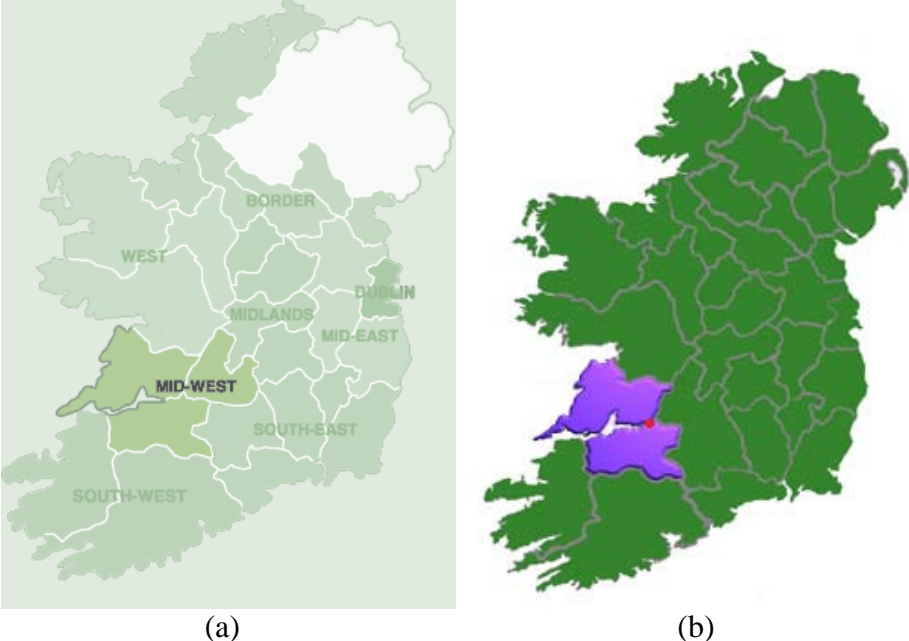 BORDER
WEST
DUBLIN
MIDLANDS
MID-EAST
MID-WEST
SOUTH-EAST
SOUTH-WEST
(a)
(b)